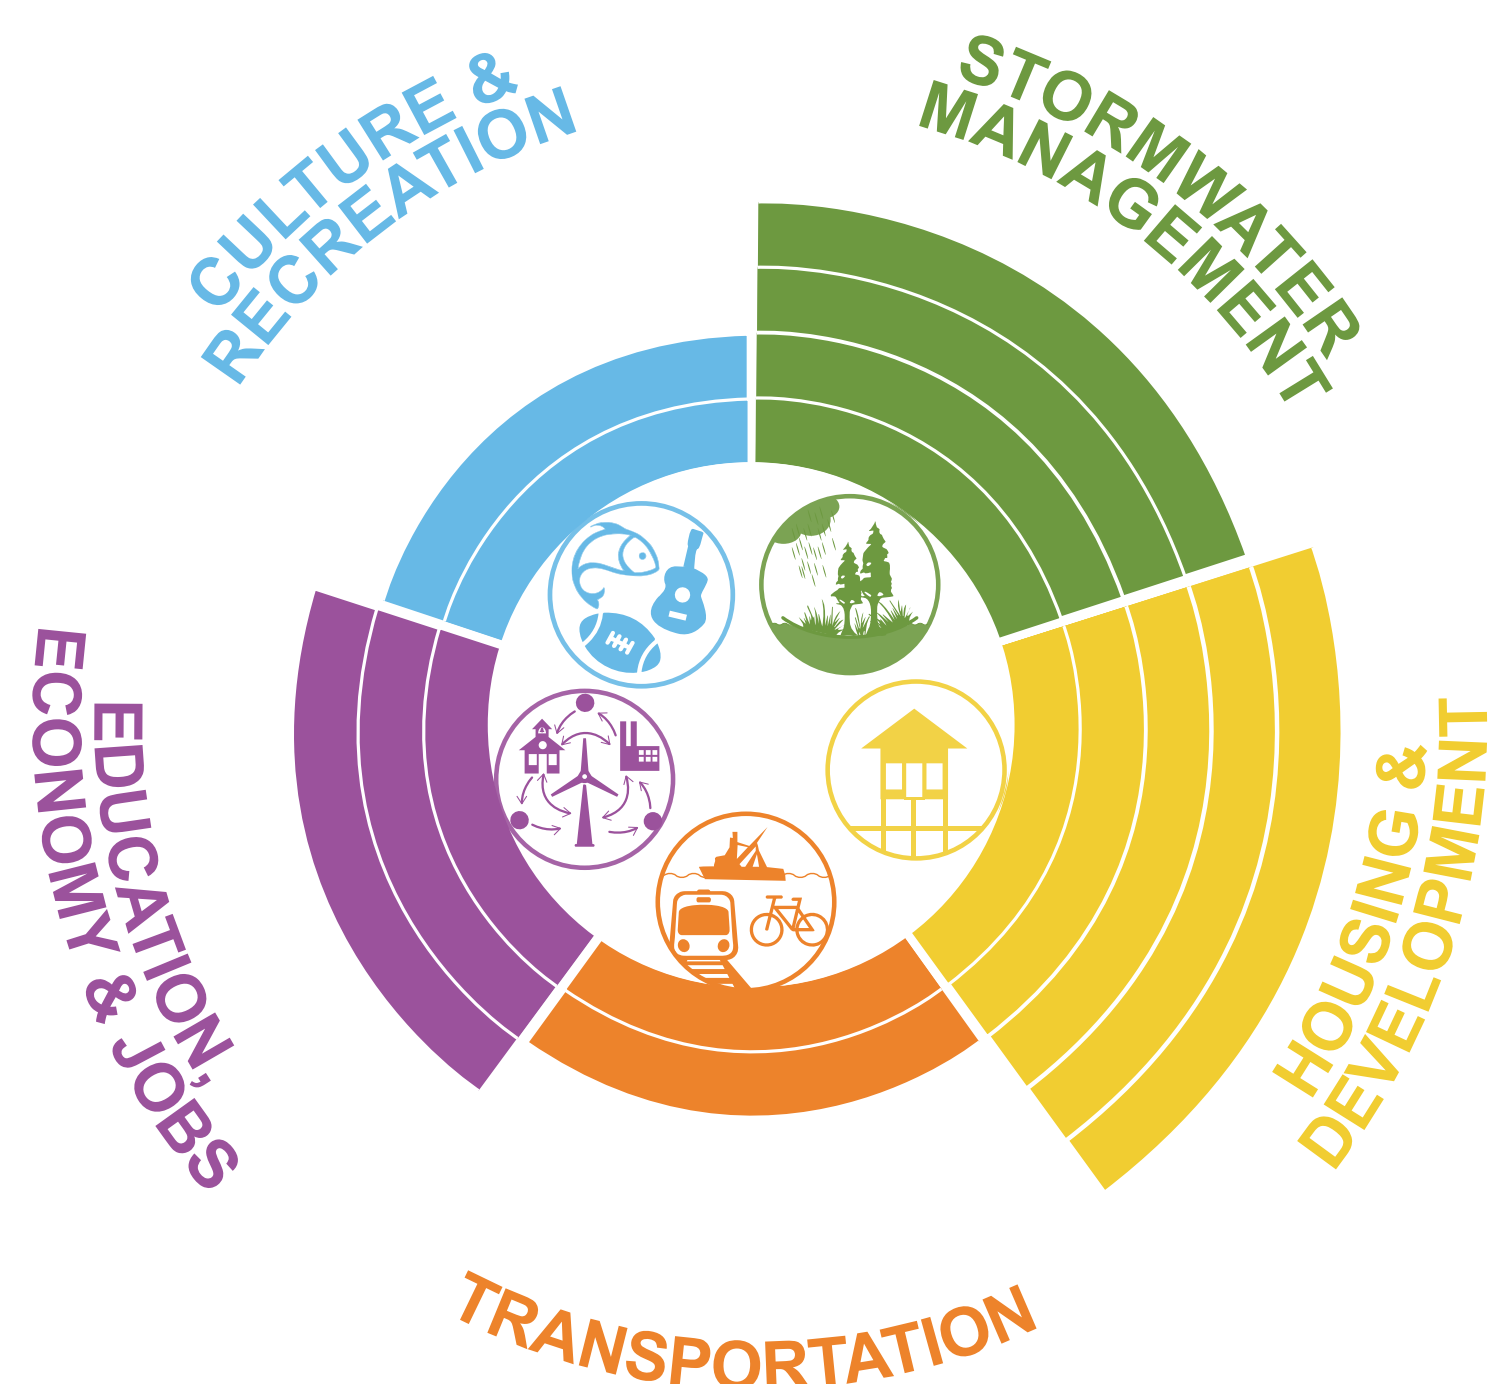 CULTURE &
RECREATION
STORMWATER
MANAGEMENT
HOUSING &
DEVELOPMENT
TRANSPORTATION
EDUCATION,
ECONOMY & JOBS